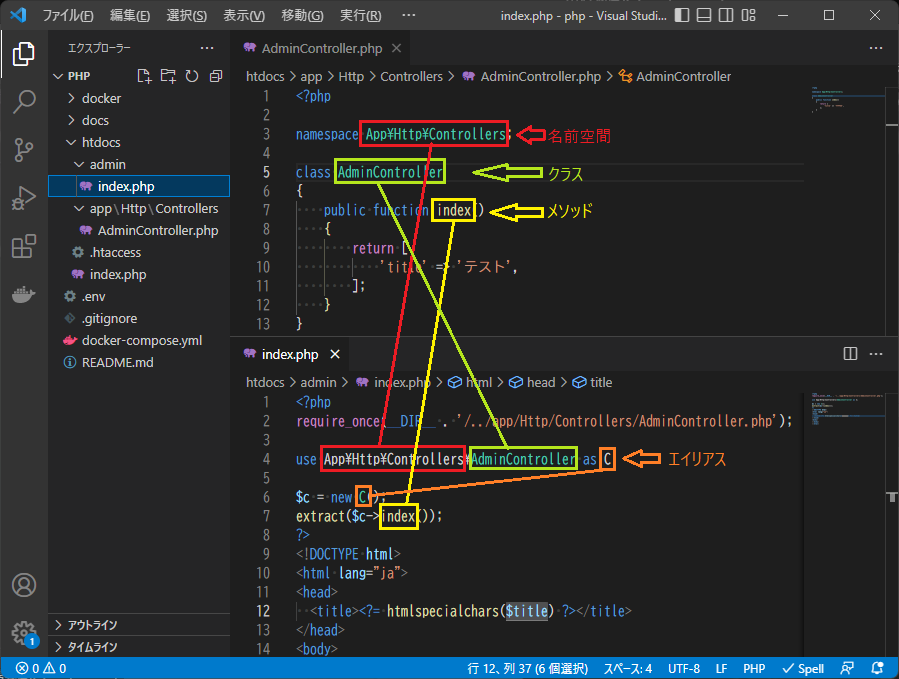 ファイル(F) 編集(E) 選択(S) 表示(V) 移動(G) 実行(R) ··· index.php - php - Visual Studi...
エクスプローラー ···
PHP
docker
docs
htdocs
admin
index.php
app\Http\Controllers
AdminController.php
.htaccess
index.php
.env
.gitignore
docker-compose.yml
README.md
アウトライン
タイムライン
AdminController.php ×
htdocs > app > Http > Controllers > AdminController.php > AdminController
1 <?php
2
3 namespace App¥Http¥Controllers; 名前空間
4
5 class AdminController クラス
6 {
7 public function index() メソッド
8 {
9 return [
10 'title' => 'テスト',
11 ];
12 }
13 }
index.php ×
htdocs > admin > index.php > html > head > title
1 <?php
2 require_once(__DIR__ . '/../app/Http/Controllers/AdminController.php');
3
4 use App¥Http¥Controllers¥AdminController as C エイリアス
5
6 $c = new C();
7 extract($c->index());
8 ?>
9 <!DOCTYPE html>
10 <html lang="ja">
11 <head>
12 <title><?= htmlspecialchars($title) ?></title>
13 </head>
14 <body>
1
0 0 行 12、列 37 (6 個選択) スペース: 4 UTF-8 LF PHP Spell